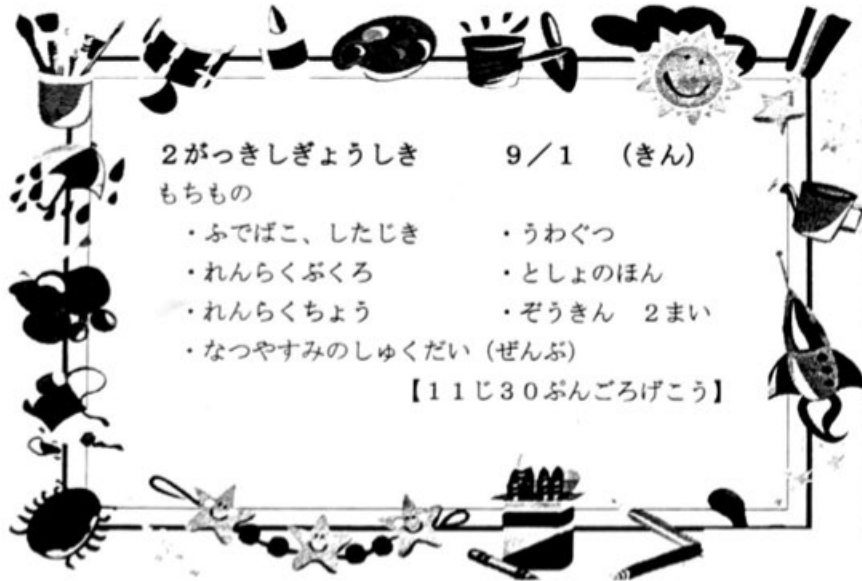 2がっきしぎょうしき 9/1 (きん)
もちもの
・ふでばこ、したじき ・うわぐつ
・れんらくぶくろ ・としょのほん
・れんらくちょう ・ぞうきん 2まい
・なつやすみのしゅくだい(ぜんぶ)
【11じ30ぷんごろげこう】